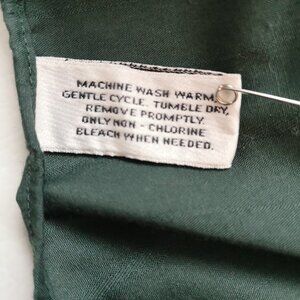 MACHINE WASH WARM
GENTLE CYCLE. TUMBLE DRY,
REMOVE PROMPTLY.
ONLY NON - CHLORINE
BLEACH WHEN NEEDED.